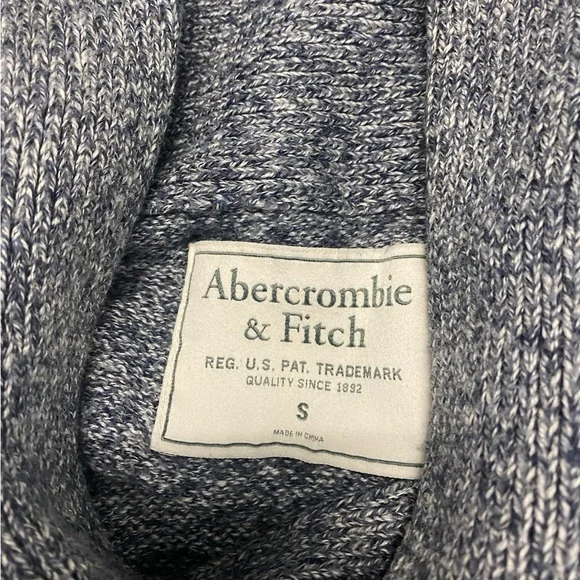 Abercrombie
& Fitch
REG. U.S. PAT. TRADEMARK
QUALITY SINCE 1892
S
MADE IN CHINA